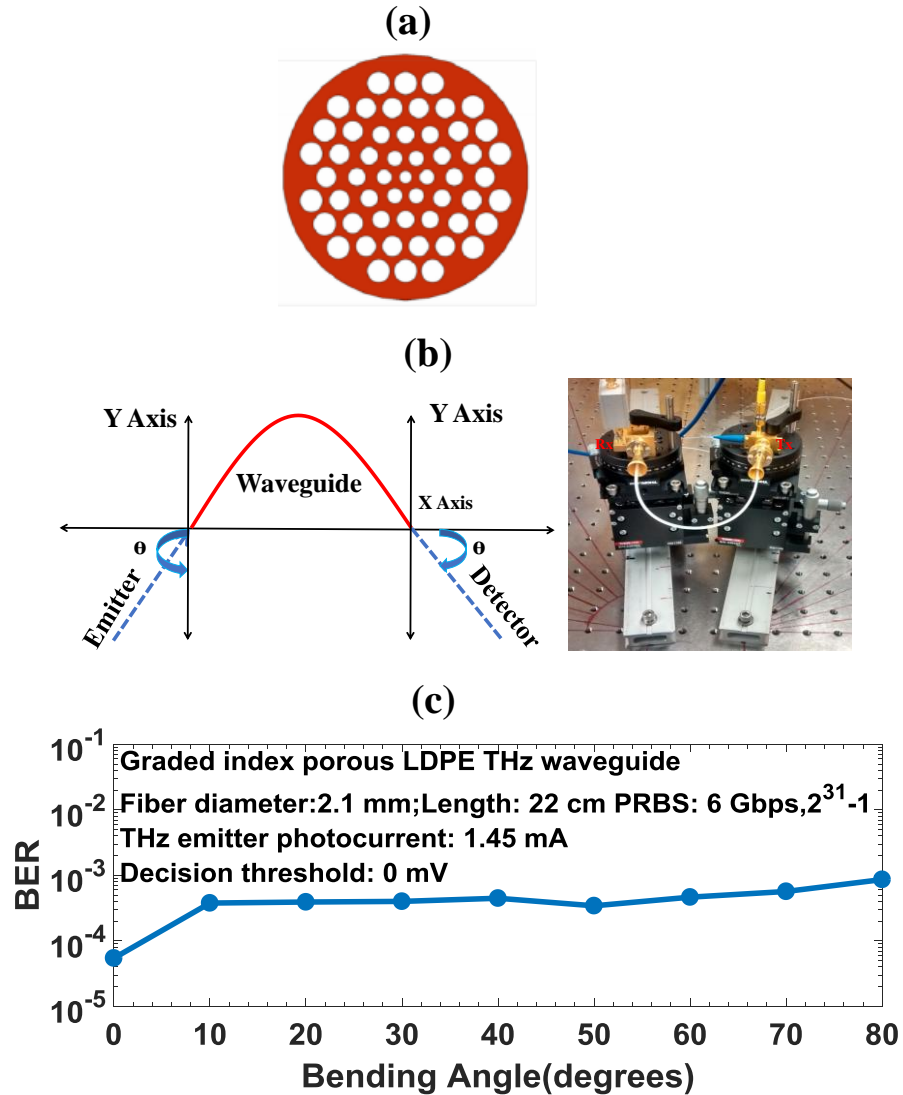 (a)
(b)
Y Axis
Y Axis
Waveguide
X Axis
θ
θ
Emitter
Detector
Rx
Tx
(c)
Graded index porous LDPE THz waveguide
Fiber diameter:2.1 mm;Length: 22 cm PRBS: 6 Gbps,2^31-1
THz emitter photocurrent: 1.45 mA
Decision threshold: 0 mV
BER
10^-1
10^-2
10^-3
10^-4
10^-5
0 10 20 30 40 50 60 70 80
Bending Angle(degrees)